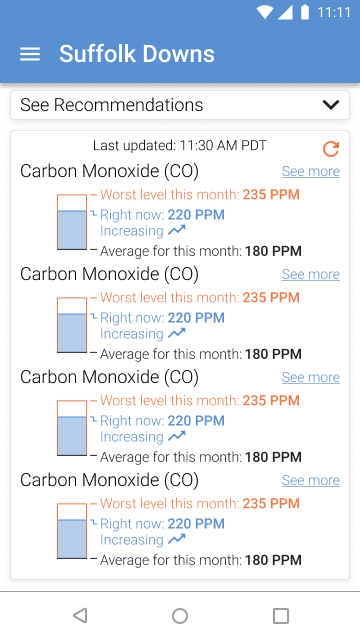 11:11
Suffolk Downs
See Recommendations
Last updated: 11:30 AM PDT
Carbon Monoxide (CO) See more
Worst level this month: 235 PPM
Right now: 220 PPM
Increasing
Average for this month: 180 PPM
Carbon Monoxide (CO) See more
Worst level this month: 235 PPM
Right now: 220 PPM
Increasing
Average for this month: 180 PPM
Carbon Monoxide (CO) See more
Worst level this month: 235 PPM
Right now: 220 PPM
Increasing
Average for this month: 180 PPM
Carbon Monoxide (CO) See more
Worst level this month: 235 PPM
Right now: 220 PPM
Increasing
Average for this month: 180 PPM